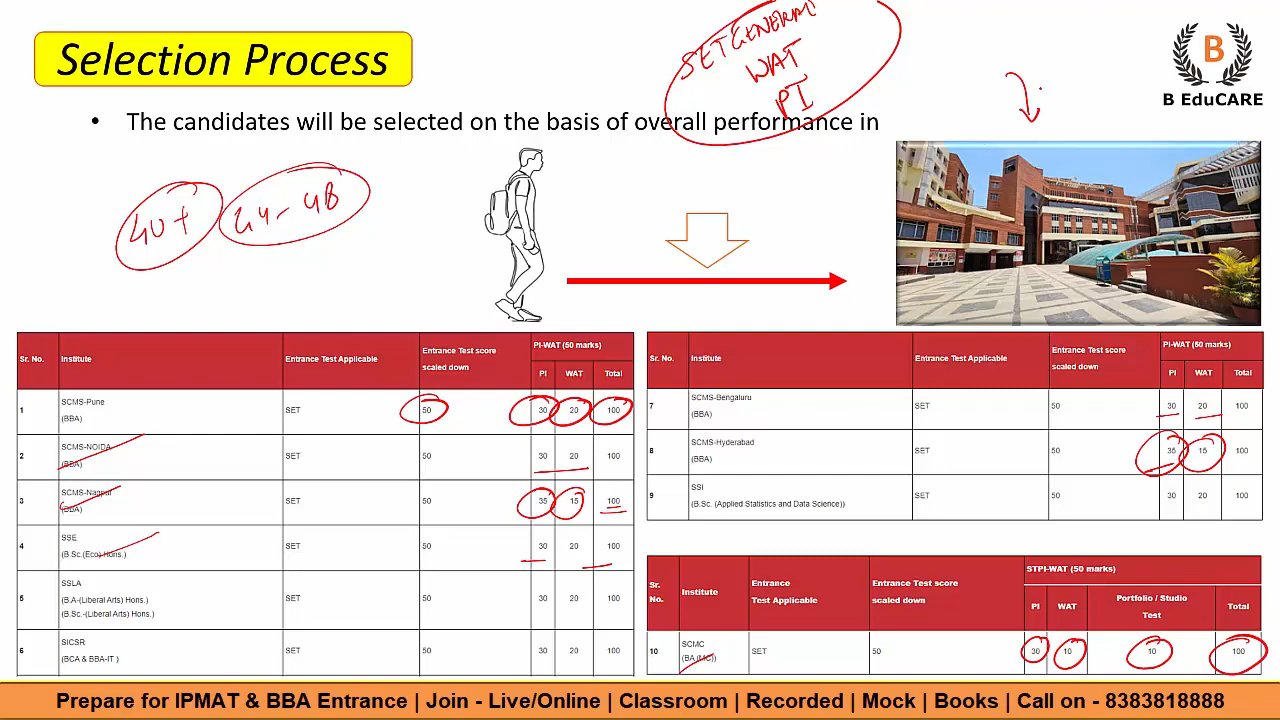 Selection Process
SET GENERAL
WAT
PI
B
B EduCARE
• The candidates will be selected on the basis of overall performance in
40+ 44-48
Sr. No. Institute Entrance Test Applicable Entrance Test score scaled down PI-WAT (50 marks)
PI WAT Total
1 SCMS-Pune (BBA) SET 50 30 20 100
2 SCMS-NOIDA (BBA) SET 50 30 20 100
3 SCMS-Nagpur (BBA) SET 50 35 15 100
4 SSE (B.Sc.(Eco) Hons.) SET 50 30 20 100
5 SSLA (B.A-(Liberal Arts) Hons.) (B.Sc.-(Liberal Arts) Hons.) SET 50 30 20 100
6 SICSR (BCA & BBA-IT ) SET 50 30 20 100
Sr. No. Institute Entrance Test Applicable Entrance Test score scaled down PI-WAT (50 marks)
PI WAT Total
7 SCMS-Bengaluru (BBA) SET 50 30 20 100
8 SCMS-Hyderabad (BBA) SET 50 35 15 100
9 SSI (B.Sc. (Applied Statistics and Data Science)) SET 50 30 20 100
Sr. No. Institute Entrance Test Applicable Entrance Test score scaled down STPI-WAT (50 marks)
PI WAT Portfolio / Studio Test Total
10 SCMC (BA (MC)) SET 50 30 10 10 100
Prepare for IPMAT & BBA Entrance | Join - Live/Online | Classroom | Recorded | Mock | Books | Call on - 8383818888